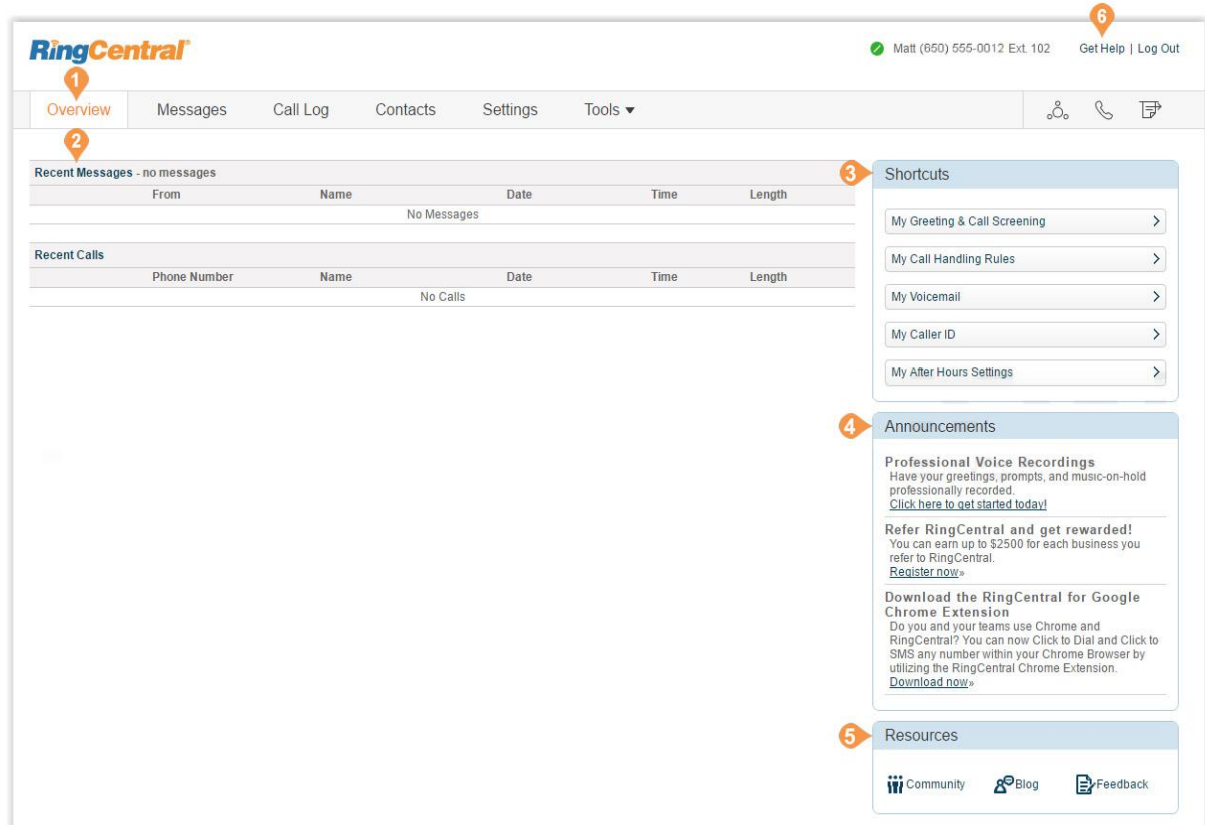 6
RingCentral®
Matt (650) 555-0012 Ext. 102 Get Help | Log Out
1
Overview Messages Call Log Contacts Settings Tools ▼
2
Recent Messages - no messages
From Name Date Time Length
No Messages
Recent Calls
Phone Number Name Date Time Length
No Calls
3 Shortcuts
My Greeting & Call Screening
My Call Handling Rules
My Voicemail
My Caller ID
My After Hours Settings
4 Announcements
Professional Voice Recordings
Have your greetings, prompts, and music-on-hold
professionally recorded.
Click here to get started today!
Refer RingCentral and get rewarded!
You can earn up to $2500 for each business you
refer to RingCentral.
Register now»
Download the RingCentral for Google
Chrome Extension
Do you and your teams use Chrome and
RingCentral? You can now Click to Dial and Click to
SMS any number within your Chrome Browser by
utilizing the RingCentral Chrome Extension.
Download now»
5 Resources
Community Blog Feedback